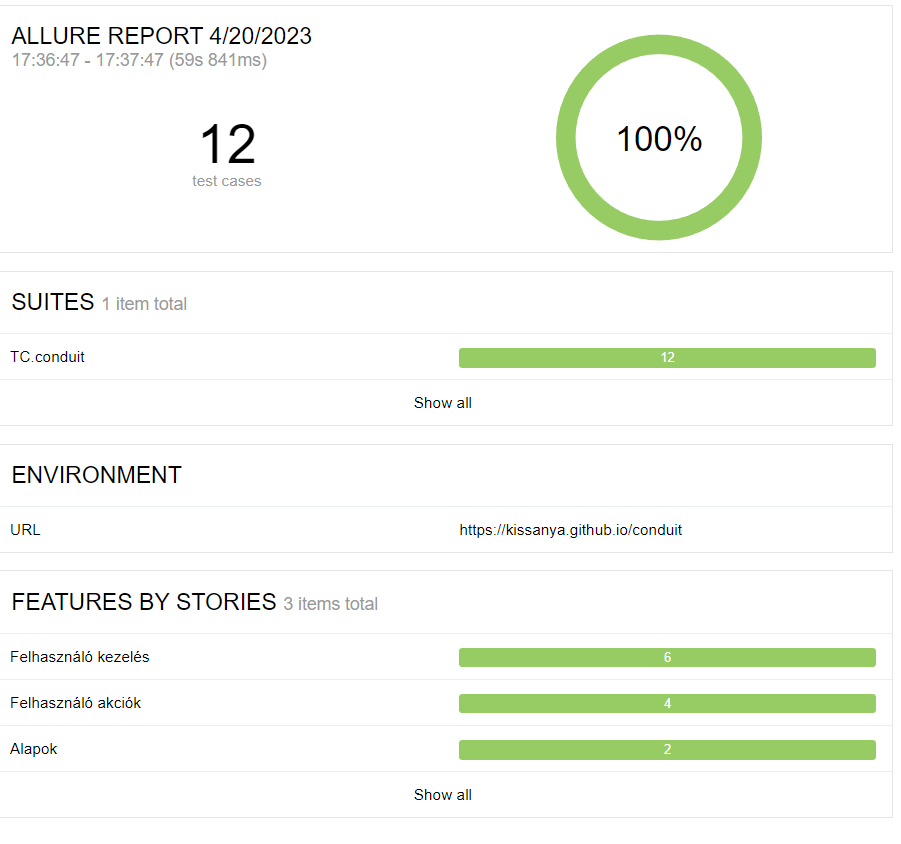 ALLURE REPORT 4/20/2023
17:36:47 - 17:37:47 (59s 841ms)
12
test cases
100%
SUITES 1 item total
TC.conduit 12
Show all
ENVIRONMENT
URL https://kissanya.github.io/conduit
FEATURES BY STORIES 3 items total
Felhasználó kezelés 6
Felhasználó akciók 4
Alapok 2
Show all